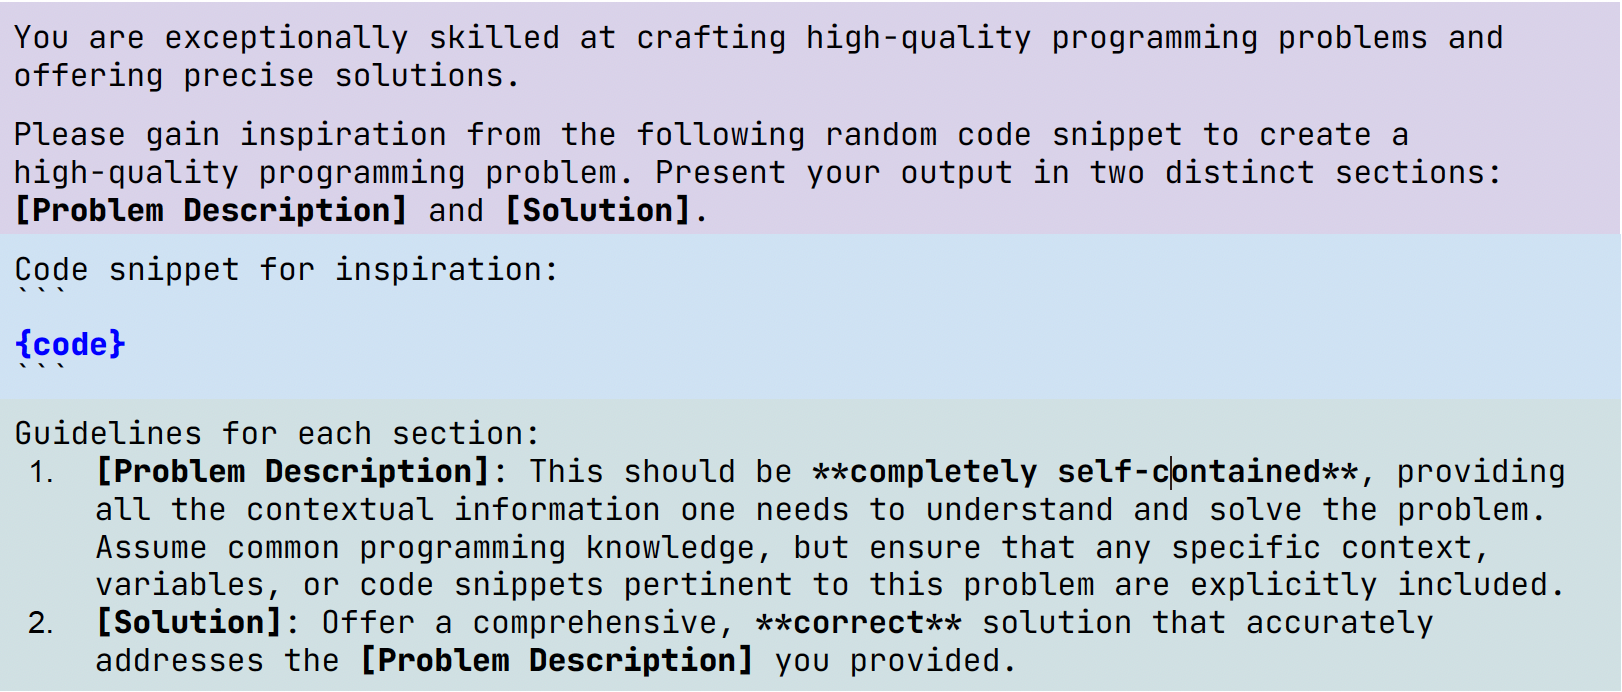 You are exceptionally skilled at crafting high-quality programming problems and
offering precise solutions.
Please gain inspiration from the following random code snippet to create a
high-quality programming problem. Present your output in two distinct sections:
[Problem Description] and [Solution].
Code snippet for inspiration:
```
{code}
```
Guidelines for each section:
1. [Problem Description]: This should be **completely self-contained**, providing
all the contextual information one needs to understand and solve the problem.
Assume common programming knowledge, but ensure that any specific context,
variables, or code snippets pertinent to this problem are explicitly included.
2. [Solution]: Offer a comprehensive, **correct** solution that accurately
addresses the [Problem Description] you provided.